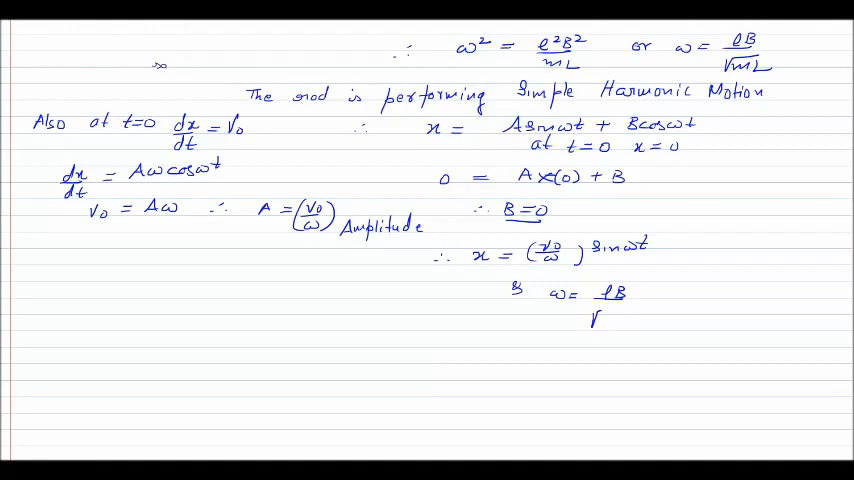 ∴ ω² = l²B²/mL or ω = lB/√mL
The rod is performing Simple Harmonic Motion
Also at t=0 dx/dt = V₀ ∴ x = A sinωt + B cosωt
at t=0 x=0
dx/dt = Aω cosωt 0 = A×(0) + B
v₀ = Aω ∴ A = (v₀/ω) Amplitude ∴ B=0
∴ x = (v₀/ω) sinωt
& ω = lB/√